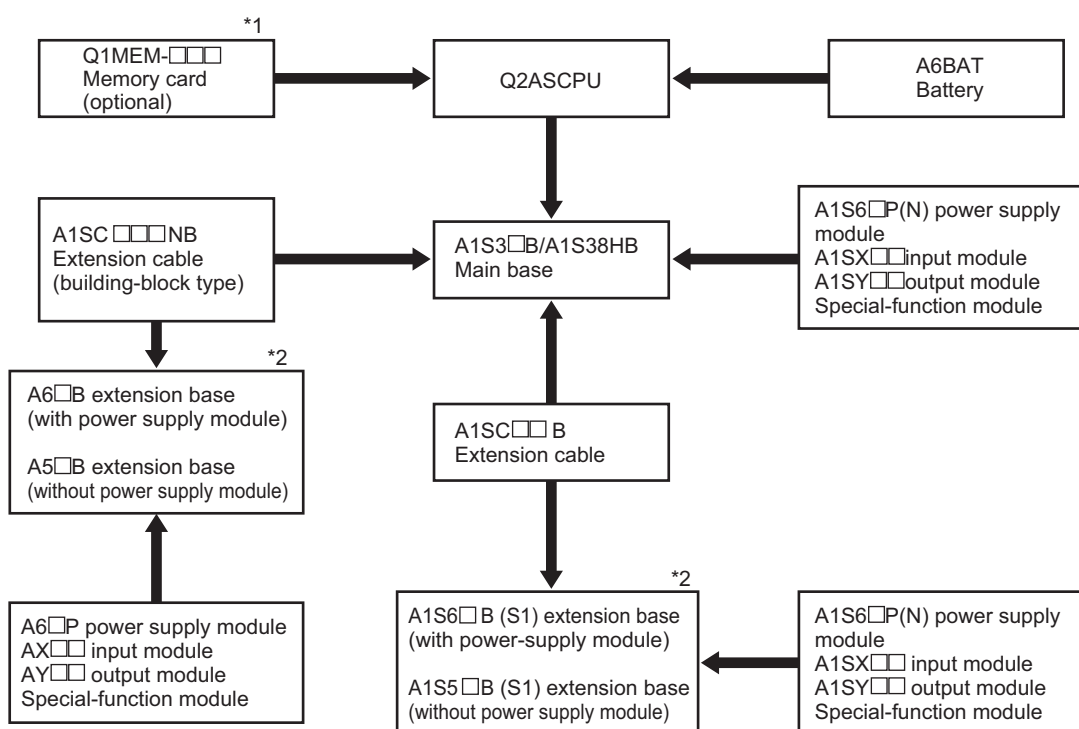 *1
Q1MEM-□□□
Memory card
(optional)
Q2ASCPU
A6BAT
Battery
A1SC □□□NB
Extension cable
(building-block type)
A1S3□B/A1S38HB
Main base
A1S6□P(N) power supply
module
A1SX□□input module
A1SY□□output module
Special-function module
*2
A6□B extension base
(with power supply module)
A5□B extension base
(without power supply module)
A1SC□□ B
Extension cable
*2
A6□P power supply module
AX□□ input module
AY□□ output module
Special-function module
A1S6□ B (S1) extension base
(with power-supply module)
A1S5□B (S1) extension base
(without power supply module)
A1S6□P(N) power supply
module
A1SX□□ input module
A1SY□□ output module
Special-function module